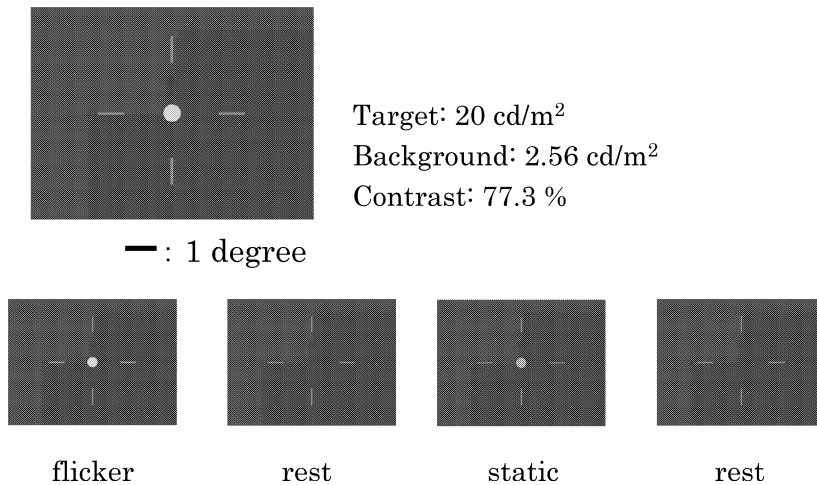 Target: 20 cd/m²
Background: 2.56 cd/m²
Contrast: 77.3 %
: 1 degree
flicker rest static rest